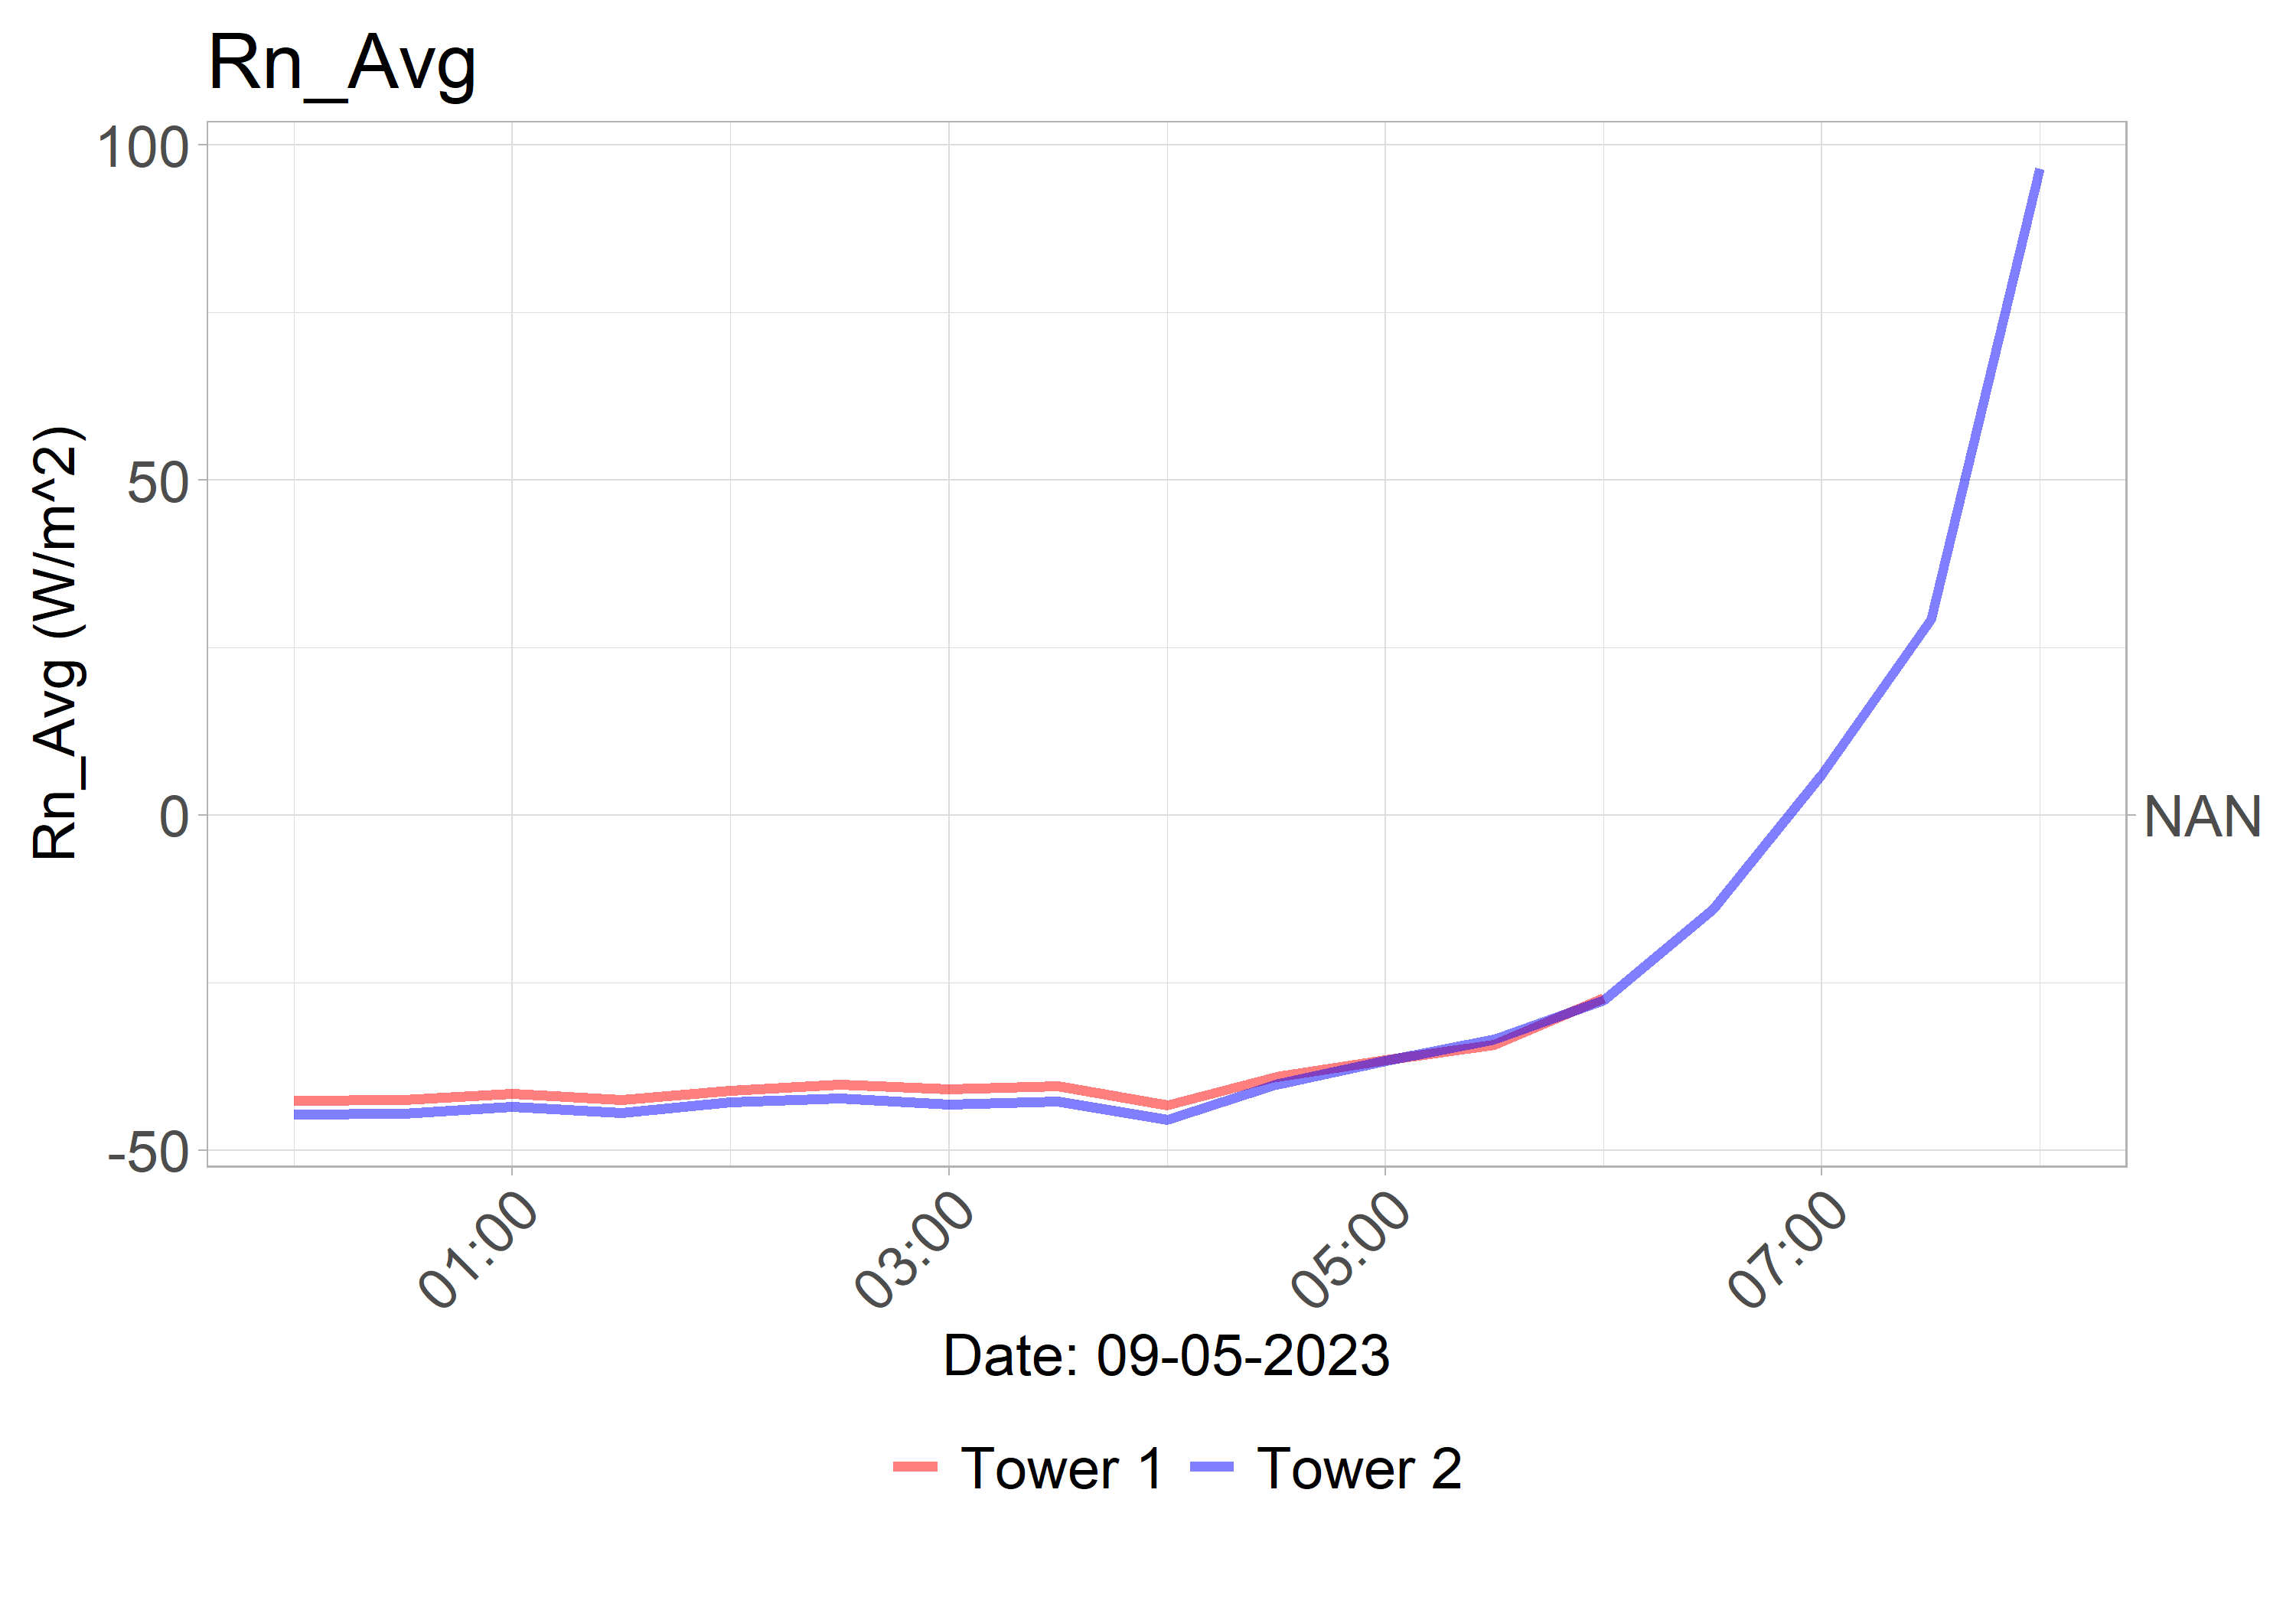 Rn_Avg
100
50
0
-50
Rn_Avg (W/m^2)
NAN
01:00
03:00
05:00
07:00
Date: 09-05-2023
Tower 1
Tower 2